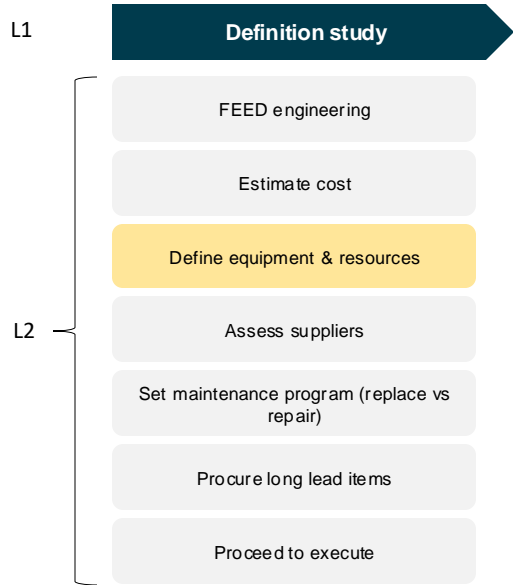 L1
Definition study
FEED engineering
Estimate cost
Define equipment & resources
L2
Assess suppliers
Set maintenance program (replace vs
repair)
Procure long lead items
Proceed to execute